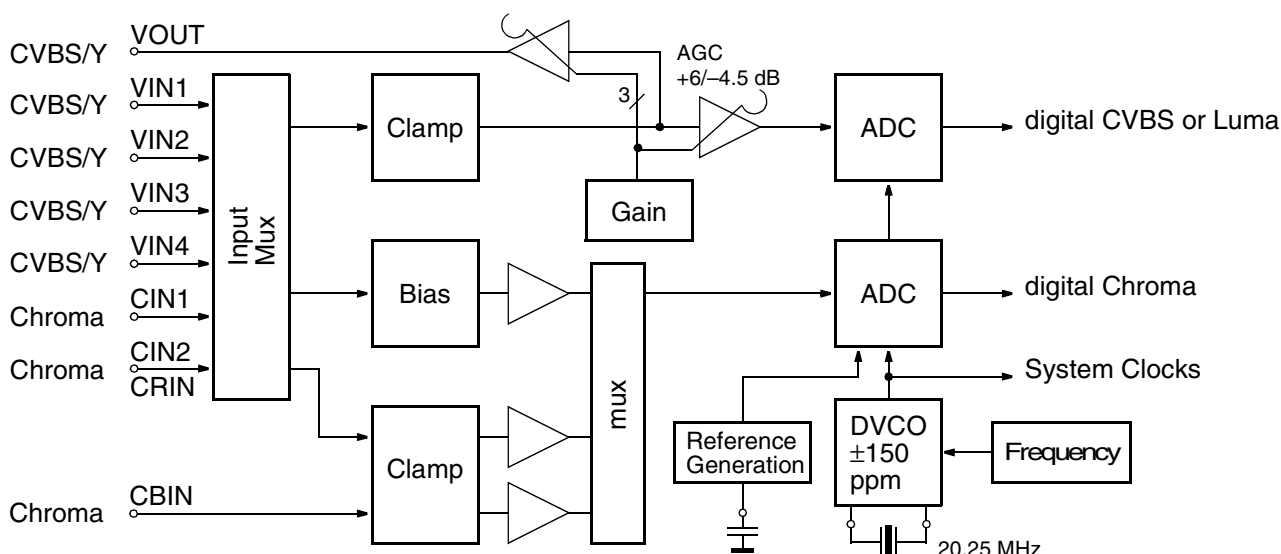 CVBS/Y VOUT
AGC
+6/–4.5 dB
CVBS/Y VIN1
3
Clamp
ADC
digital CVBS or Luma
CVBS/Y VIN2
CVBS/Y VIN3
Gain
CVBS/Y VIN4
Input
Mux
Bias
ADC
digital Chroma
Chroma CIN1
Chroma CIN2
CRIN
System Clocks
mux
Clamp
Reference
Generation
DVCO
±150
ppm
Frequency
Chroma CBIN
20.25 MHz